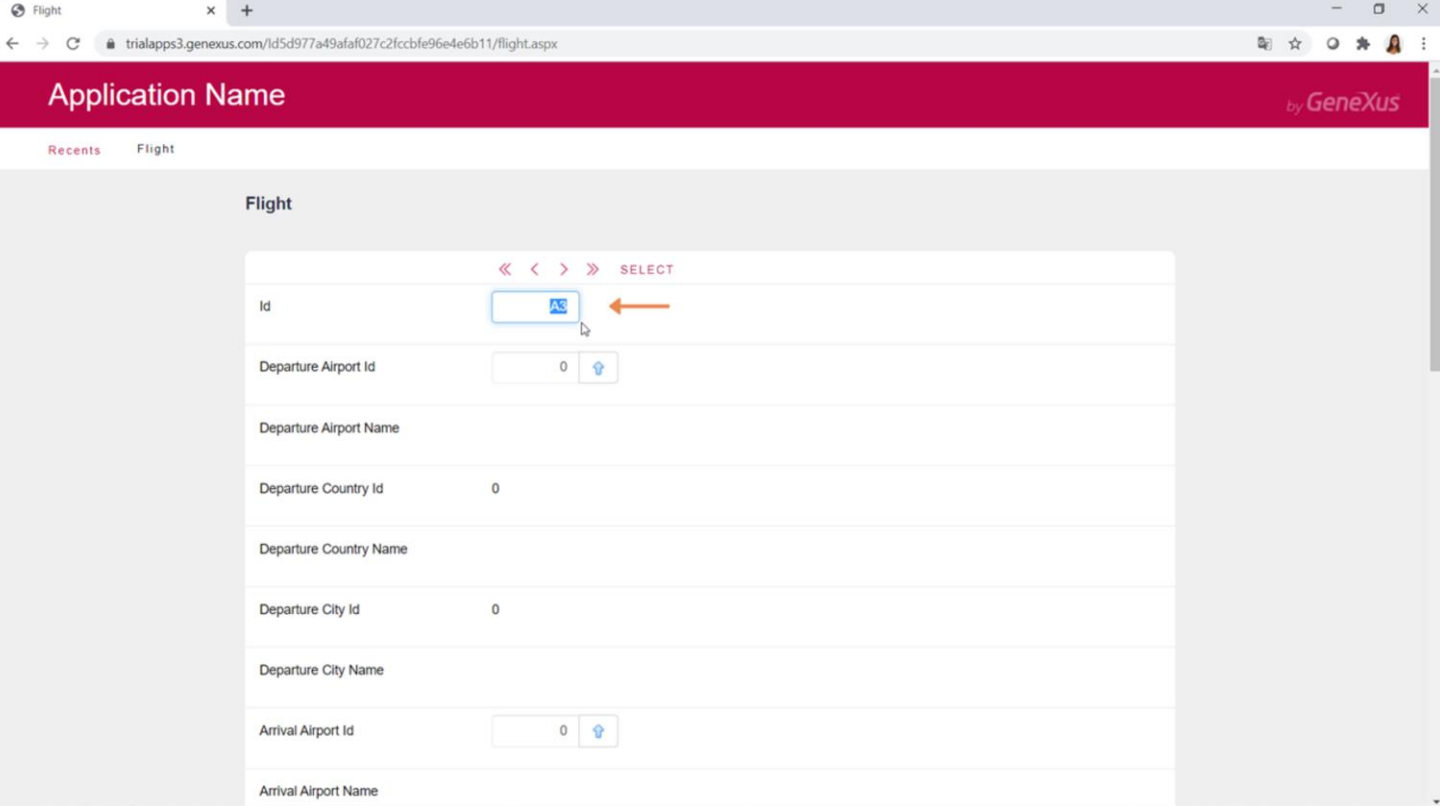 Flight
trialapps3.genexus.com/Id5d977a49afaf027c2fccbfe96e4e6b11/flight.aspx
Application Name
by GeneXus
Recents Flight
Flight
SELECT
Id A3
Departure Airport Id 0
Departure Airport Name
Departure Country Id 0
Departure Country Name
Departure City Id 0
Departure City Name
Arrival Airport Id 0
Arrival Airport Name